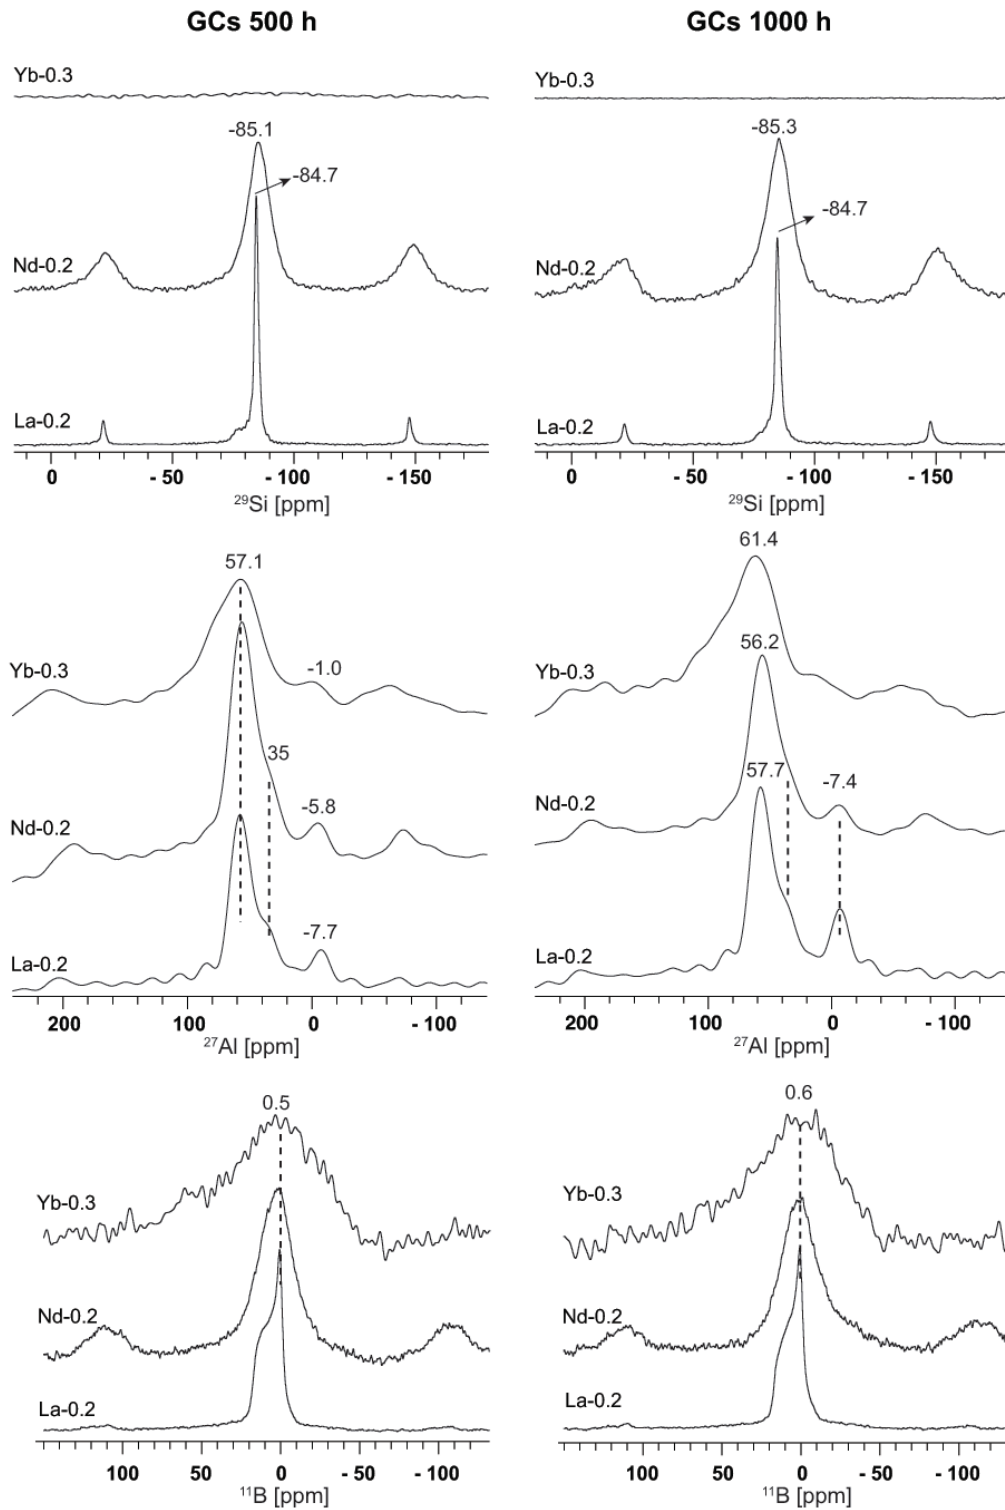 GCs 500 h
GCs 1000 h
Yb-0.3
-85.1
-84.7
Nd-0.2
La-0.2
0 - 50 - 100 - 150
²⁹Si [ppm]
Yb-0.3
-85.3
-84.7
Nd-0.2
La-0.2
0 - 50 - 100 - 150
²⁹Si [ppm]
57.1
Yb-0.3
-1.0
35
Nd-0.2
-5.8
-7.7
La-0.2
200 100 0 - 100
²⁷Al [ppm]
61.4
Yb-0.3
56.2
57.7
-7.4
Nd-0.2
La-0.2
200 100 0 - 100
²⁷Al [ppm]
0.5
Yb-0.3
Nd-0.2
La-0.2
100 50 0 - 50 - 100
¹¹B [ppm]
0.6
Yb-0.3
Nd-0.2
La-0.2
100 50 0 - 50 - 100
¹¹B [ppm]